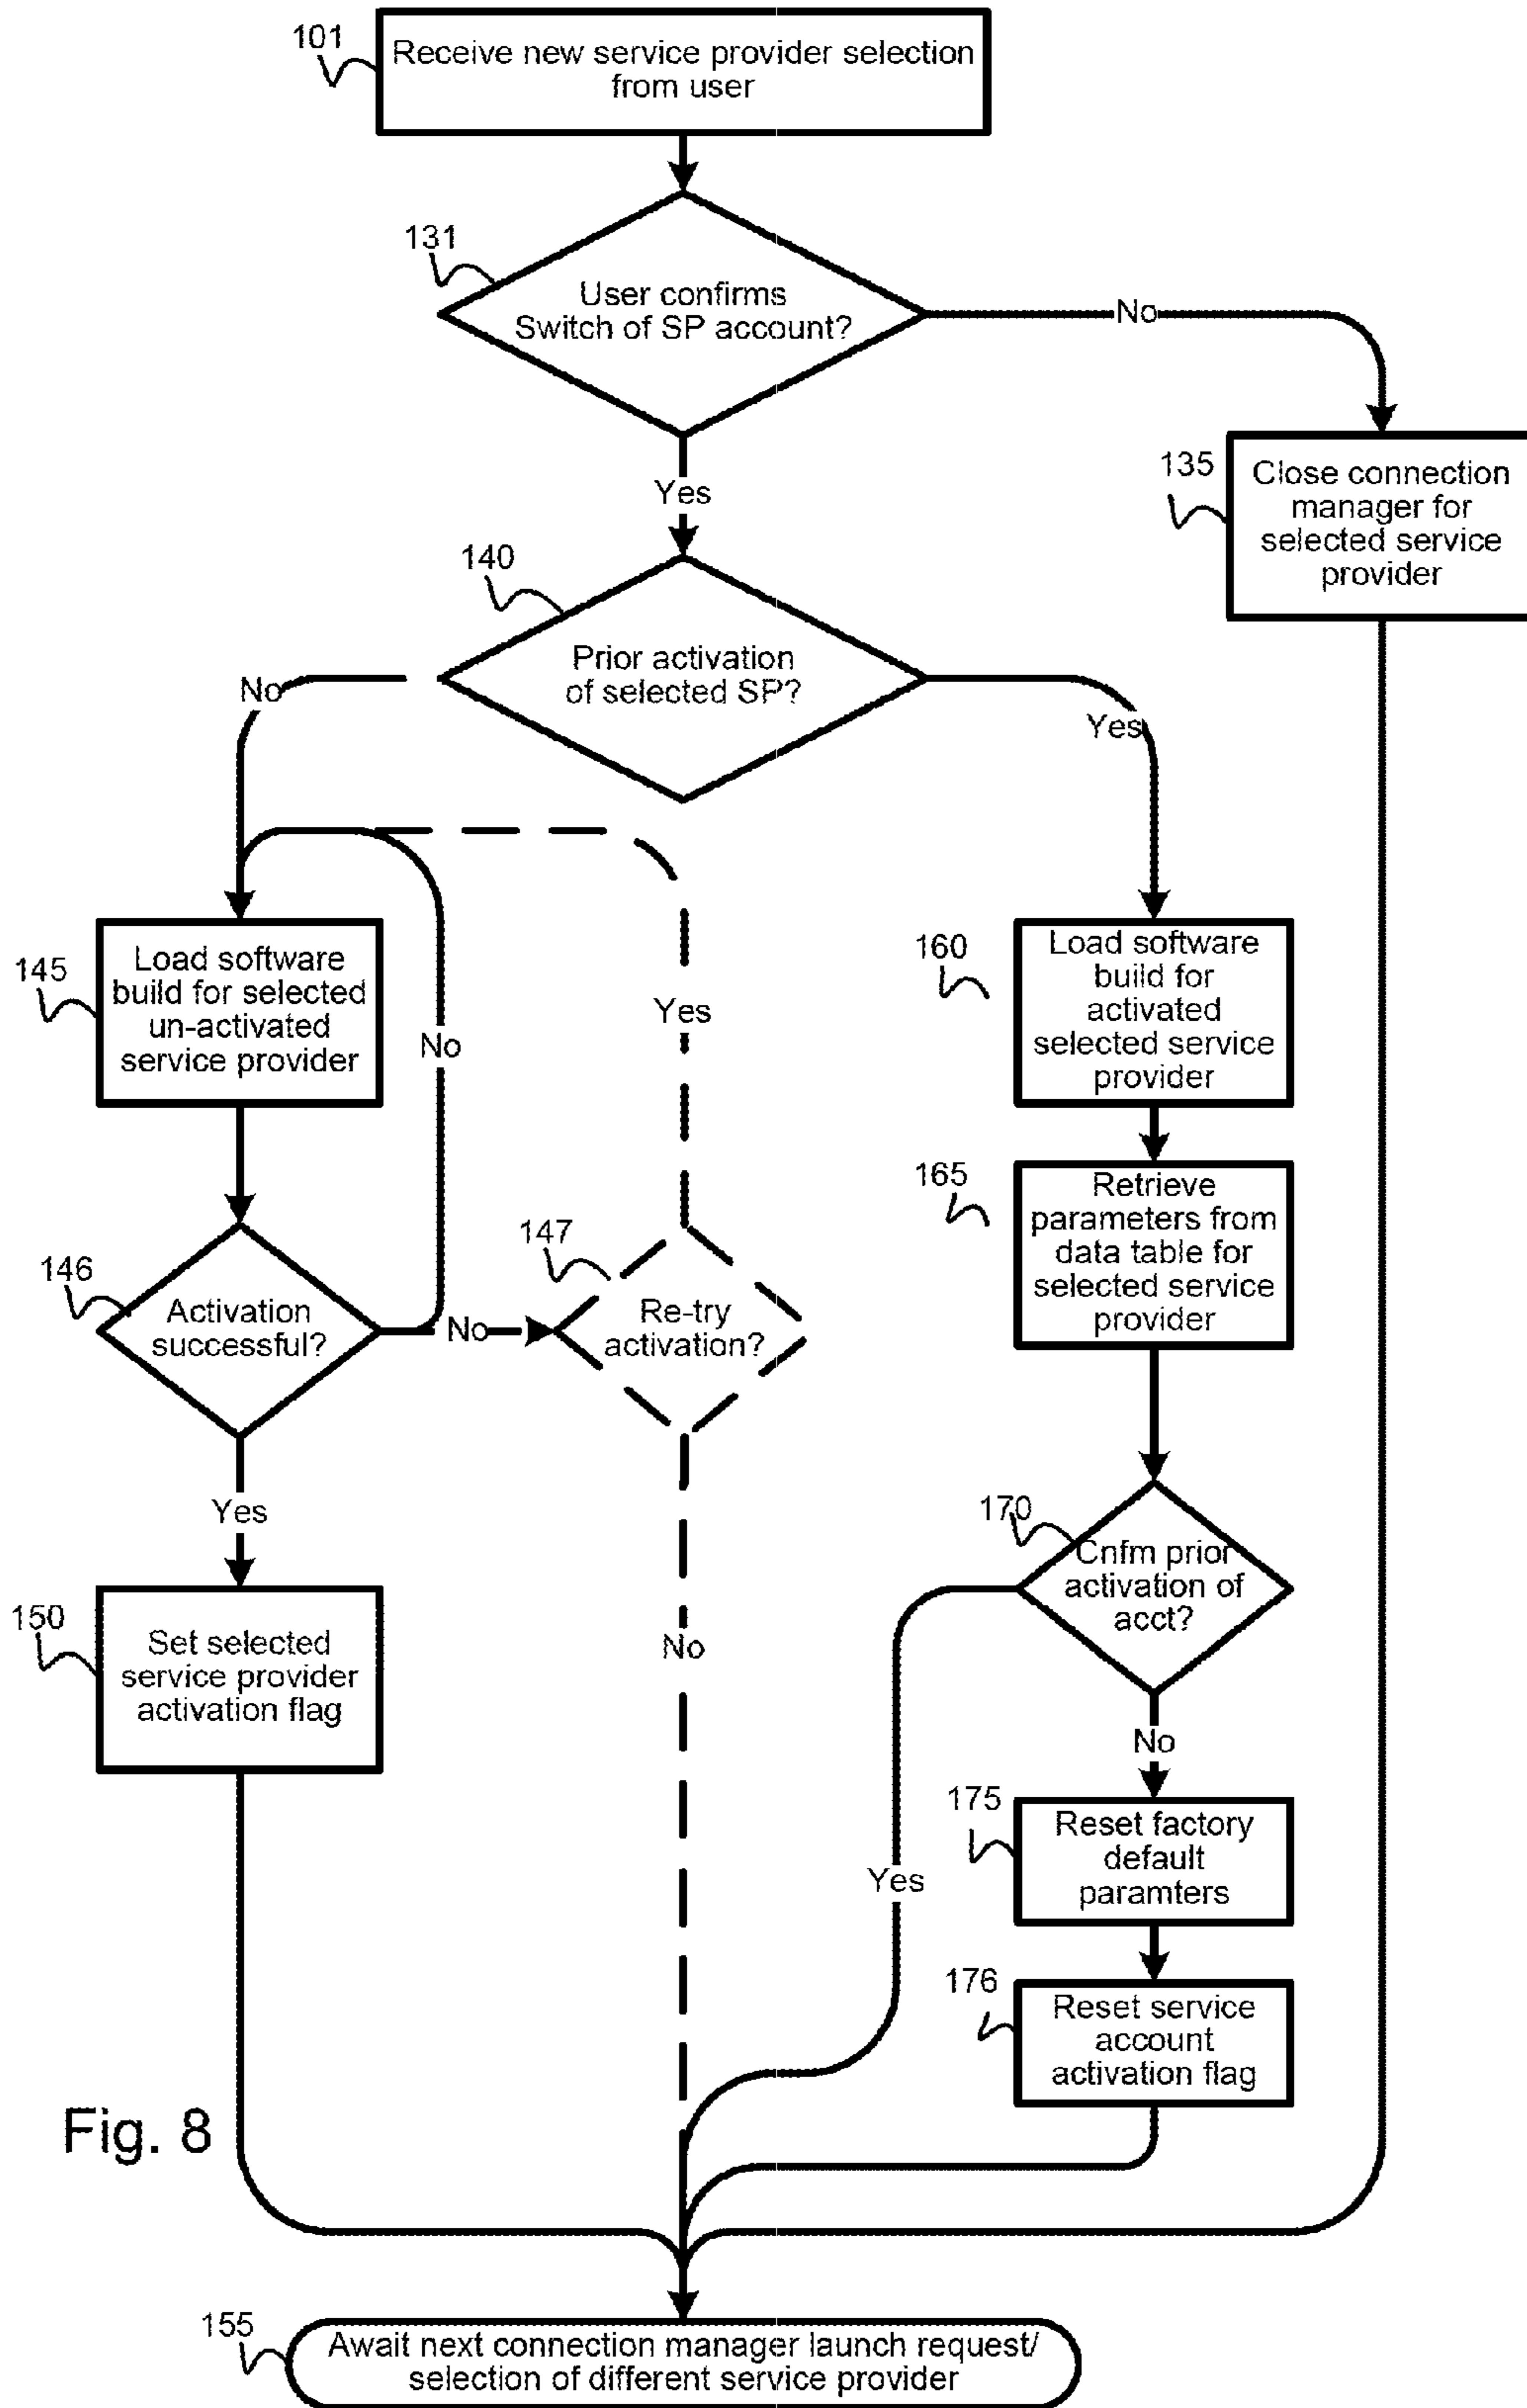 101
Receive new service provider selection
from user
131
User confirms
Switch of SP account?
No
Yes
135
Close connection
manager for
selected service
provider
140
Prior activation
of selected SP?
No
Yes
145
Load software
build for selected
un-activated
service provider
No
Yes
160
Load software
build for
activated
selected service
provider
165
Retrieve
parameters from
data table for
selected service
provider
146
Activation
successful?
No
147
Re-try
activation?
Yes
No
170
Cnfm prior
activation of
acct?
No
Yes
150
Set selected
service provider
activation flag
175
Reset factory
default
paramters
176
Reset service
account
activation flag
Fig. 8
155
Await next connection manager launch request/
selection of different service provider